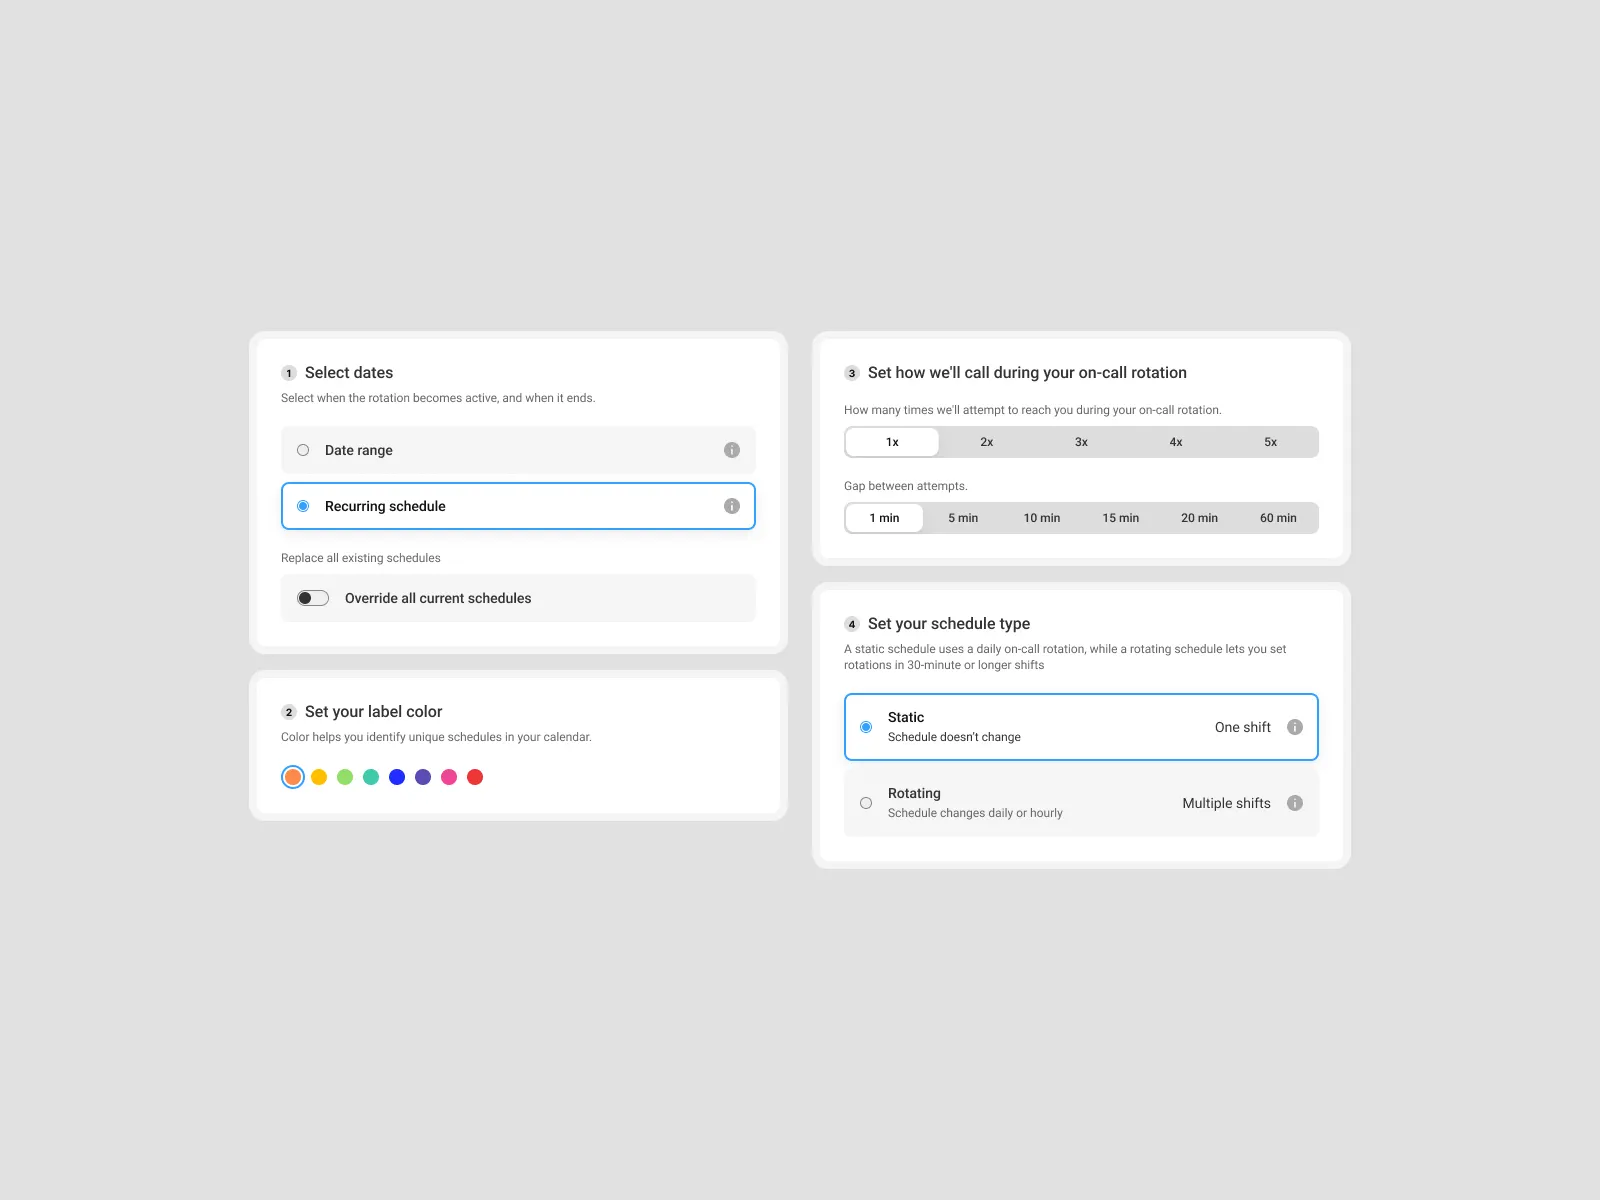 1 Select dates
Select when the rotation becomes active, and when it ends.
Date range
Recurring schedule
Replace all existing schedules
Override all current schedules
2 Set your label color
Color helps you identify unique schedules in your calendar.
3 Set how we'll call during your on-call rotation
How many times we'll attempt to reach you during your on-call rotation.
1x 2x 3x 4x 5x
Gap between attempts.
1 min 5 min 10 min 15 min 20 min 60 min
4 Set your schedule type
A static schedule uses a daily on-call rotation, while a rotating schedule lets you set
rotations in 30-minute or longer shifts
Static
Schedule doesn't change
One shift
Rotating
Schedule changes daily or hourly
Multiple shifts